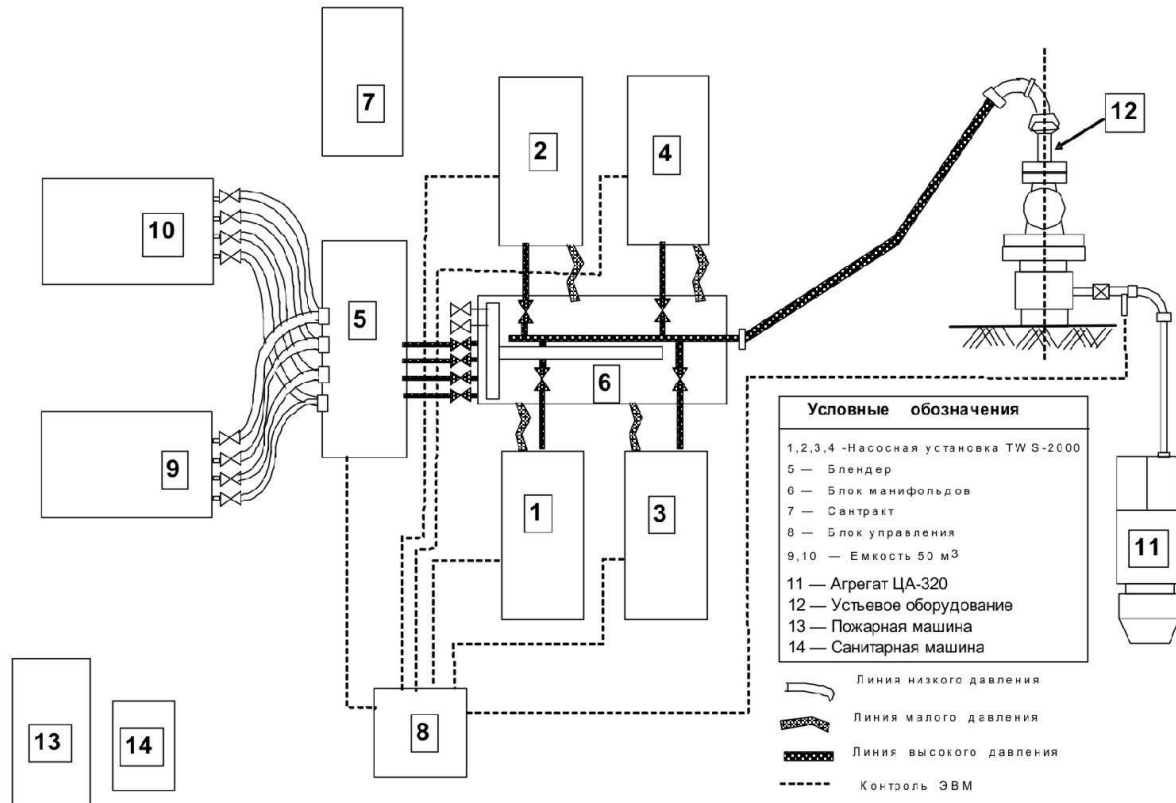 7
2
4
12
10
5
6
9
1
3
11
8
13
14
Условные обозначения
1,2,3,4 -Насосная установка TWS-2000
5 — Блендер
6 — Блок манифольдов
7 — Сантракт
8 — Блок управления
9,10 — Емкость 50 м3
11 — Агрегат ЦА-320
12 — Устьевое оборудование
13 — Пожарная машина
14 — Санитарная машина
Линия низкого давления
Линия малого давления
Линия высокого давления
Контроль ЭВМ